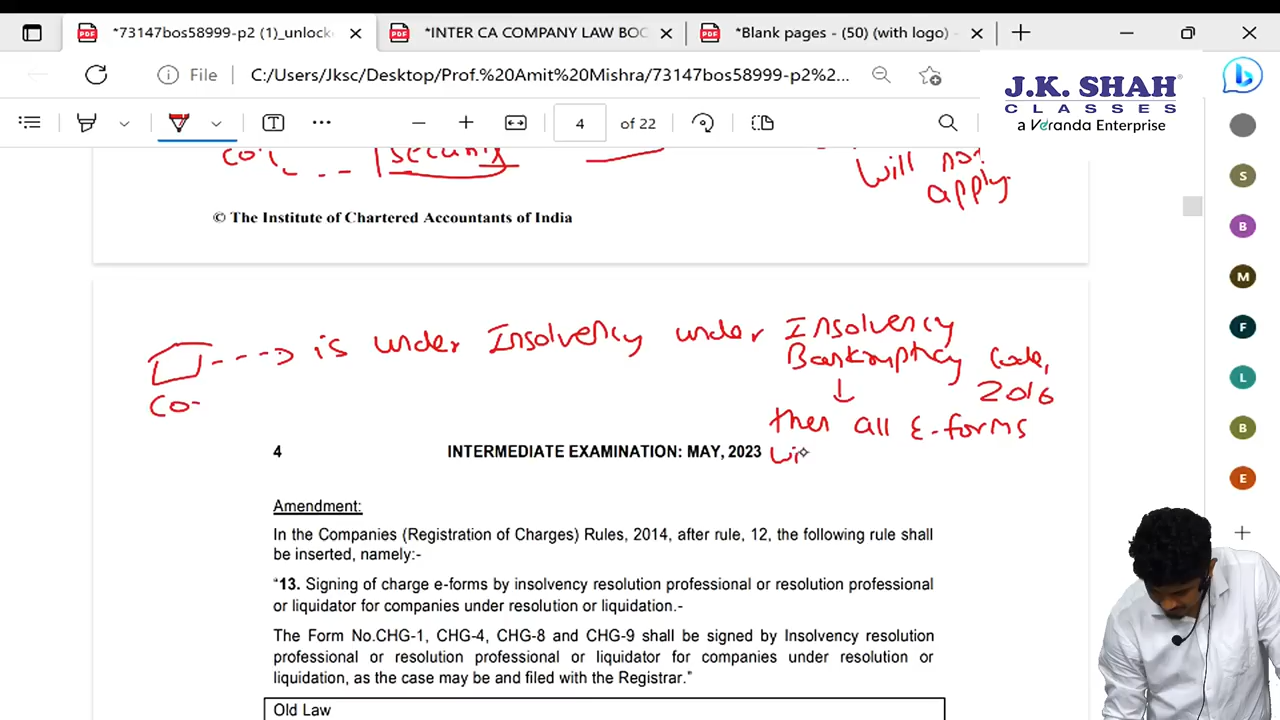 *73147bos58999-p2 (1)_unlock
*INTER CA COMPANY LAW BOO
*Blank pages - (50) (with logo) -
File
C:/Users/Jksc/Desktop/Prof.%20Amit%20Mishra/73147bos58999-p2%2...
J.K. SHAH
CLASSES
a Veranda Enterprise
4
of 22
T
co.
security
will not
apply
© The Institute of Chartered Accountants of India
is under Insolvency under Insolvency
Bankruptcy Code,
2016
co.
then all E-forms
wi
4
INTERMEDIATE EXAMINATION: MAY, 2023
Amendment:
In the Companies (Registration of Charges) Rules, 2014, after rule, 12, the following rule shall
be inserted, namely:-
“13. Signing of charge e-forms by insolvency resolution professional or resolution professional
or liquidator for companies under resolution or liquidation.-
The Form No.CHG-1, CHG-4, CHG-8 and CHG-9 shall be signed by Insolvency resolution
professional or resolution professional or liquidator for companies under resolution or
liquidation, as the case may be and filed with the Registrar.”
Old Law
S
B
M
F
L
B
E